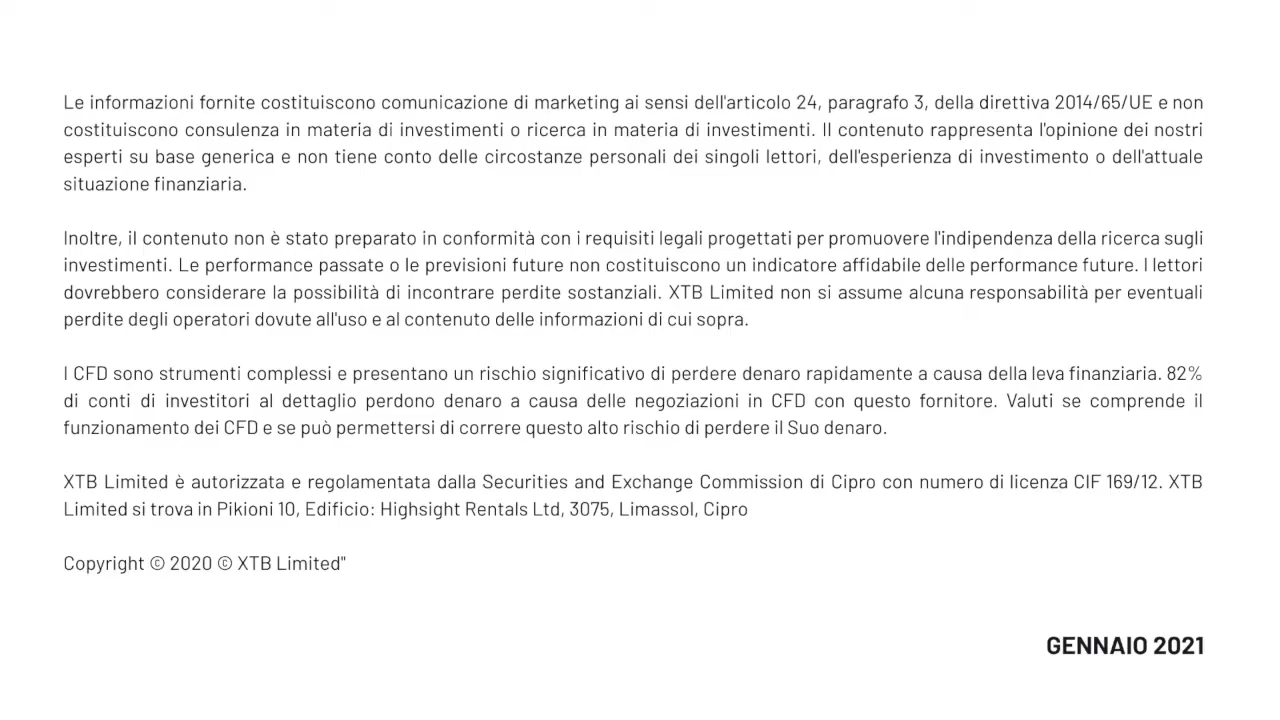 Le informazioni fornite costituiscono comunicazione di marketing ai sensi dell'articolo 24, paragrafo 3, della direttiva 2014/65/UE e non
costituiscono consulenza in materia di investimenti o ricerca in materia di investimenti. Il contenuto rappresenta l'opinione dei nostri
esperti su base generica e non tiene conto delle circostanze personali dei singoli lettori, dell'esperienza di investimento o dell'attuale
situazione finanziaria.
Inoltre, il contenuto non è stato preparato in conformità con i requisiti legali progettati per promuovere l'indipendenza della ricerca sugli
investimenti. Le performance passate o le previsioni future non costituiscono un indicatore affidabile delle performance future. I lettori
dovrebbero considerare la possibilità di incontrare perdite sostanziali. XTB Limited non si assume alcuna responsabilità per eventuali
perdite degli operatori dovute all'uso e al contenuto delle informazioni di cui sopra.
I CFD sono strumenti complessi e presentano un rischio significativo di perdere denaro rapidamente a causa della leva finanziaria. 82%
di conti di investitori al dettaglio perdono denaro a causa delle negoziazioni in CFD con questo fornitore. Valuti se comprende il
funzionamento dei CFD e se può permettersi di correre questo alto rischio di perdere il Suo denaro.
XTB Limited è autorizzata e regolamentata dalla Securities and Exchange Commission di Cipro con numero di licenza CIF 169/12. XTB
Limited si trova in Pikioni 10, Edificio: Highsight Rentals Ltd, 3075, Limassol, Cipro
Copyright © 2020 © XTB Limited"
GENNAIO 2021